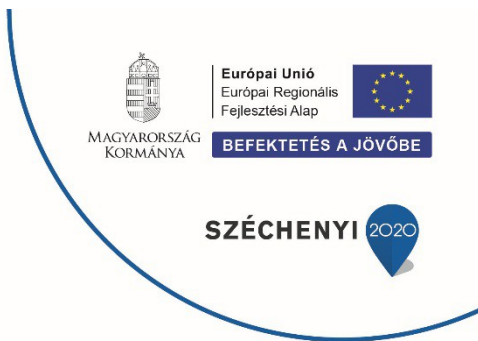 Európai Unió
Európai Regionális
Fejlesztési Alap
MAGYARORSZÁG
KORMÁNYA
BEFEKTETÉS A JÖVŐBE
SZÉCHENYI 2020